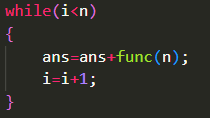 while(i<n)
{
    ans=ans+func(n);
    i=i+1;
}